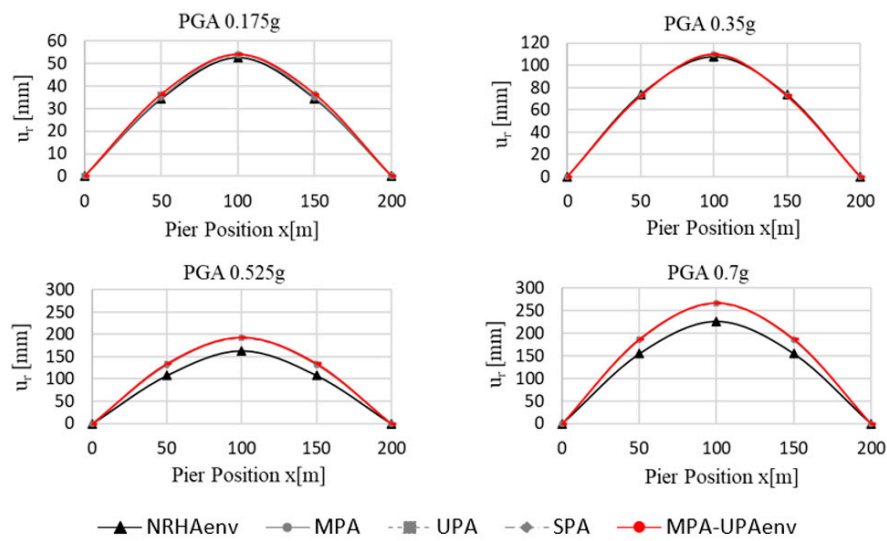 PGA 0.175g
60
50
40
30
20
10
0
u_r [mm]
0 50 100 150 200
Pier Position x[m]
PGA 0.35g
120
100
80
60
40
20
0
u_r [mm]
0 50 100 150 200
Pier Position x[m]
PGA 0.525g
300
250
200
150
100
50
0
u_r [mm]
0 50 100 150 200
Pier Position x[m]
PGA 0.7g
300
250
200
150
100
50
0
u_r [mm]
0 50 100 150 200
Pier Position x[m]
NRHAenv MPA UPA SPA MPA-UPAenv